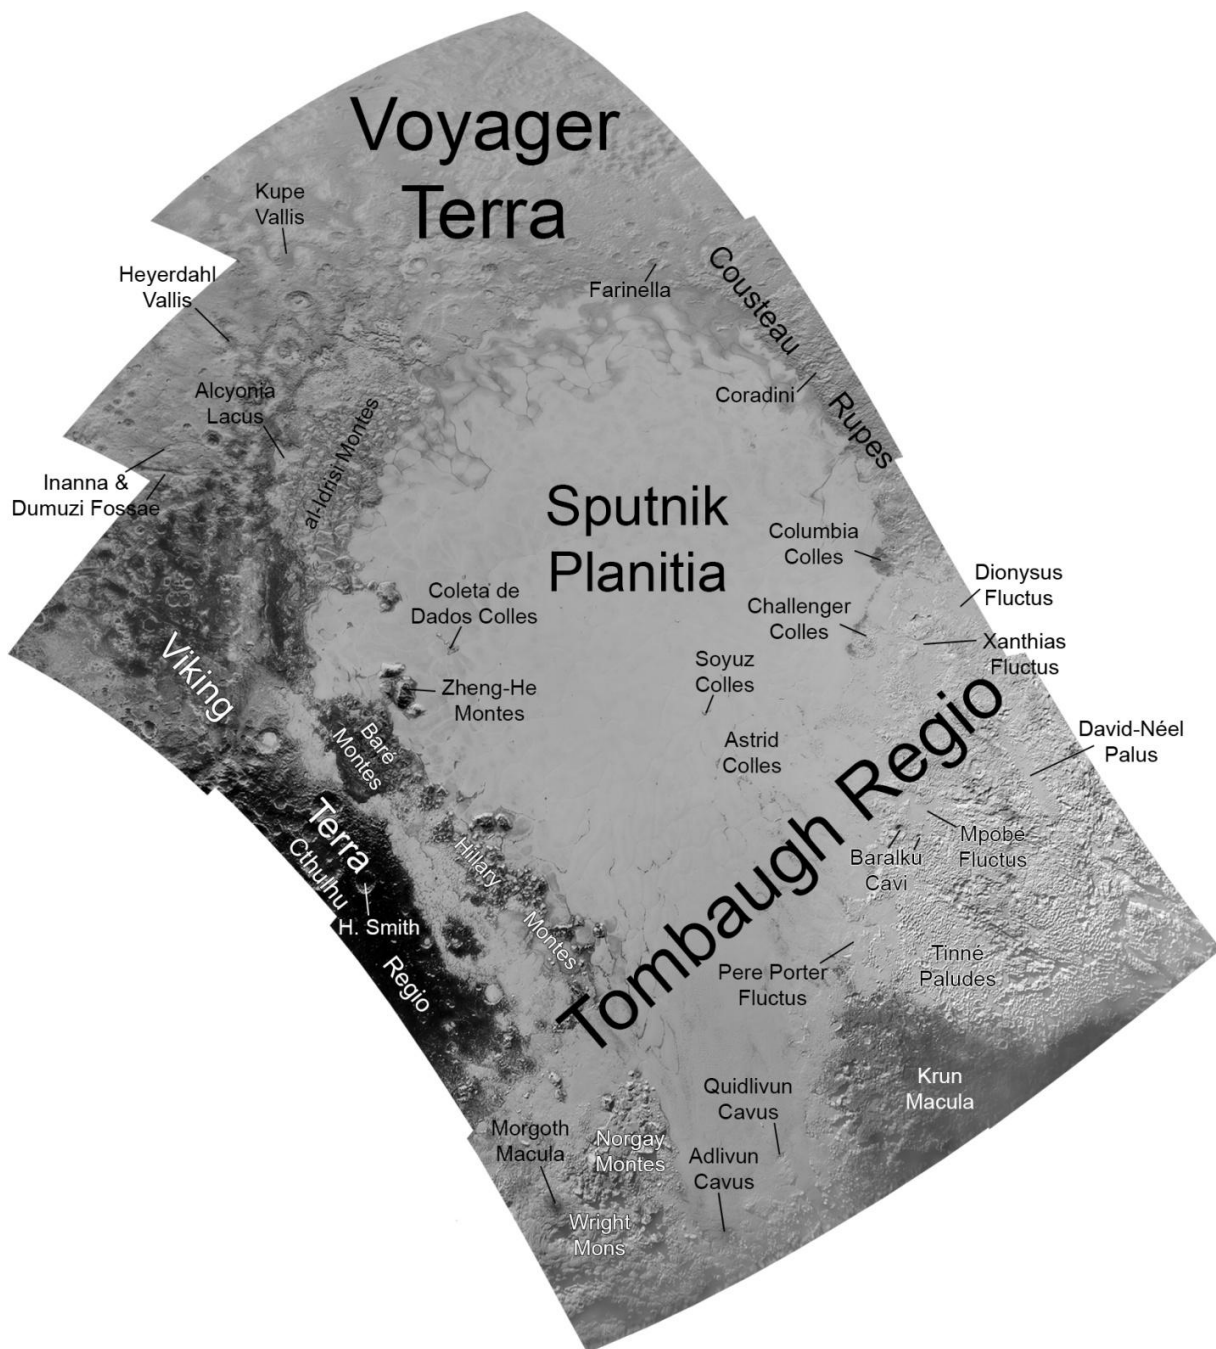 Voyager
Terra
Kupe
Vallis
Heyerdahl
Vallis
Farinella
Cousteau
Rupes
Coradini
Alcyonia
Lacus
al-Idrisi Montes
Inanna &
Dumuzi Fossae
Sputnik
Planitia
Columbia
Colles
Dionysus
Fluctus
Coleta de
Dados Colles
Challenger
Colles
Xanthias
Fluctus
Viking
Terra
Zheng-He
Montes
Soyuz
Colles
Baré
Montes
Astrid
Colles
David-Néel
Palus
Tombaugh Regio
Mpobe
Fluctus
Baralku
Cavi
Hillary
Montes
Cthulhu
Regio
H. Smith
Pere Porter
Fluctus
Tinné
Paludes
Krun
Macula
Quidlivun
Cavus
Morgoth
Macula
Norgay
Montes
Adlivun
Cavus
Wright
Mons